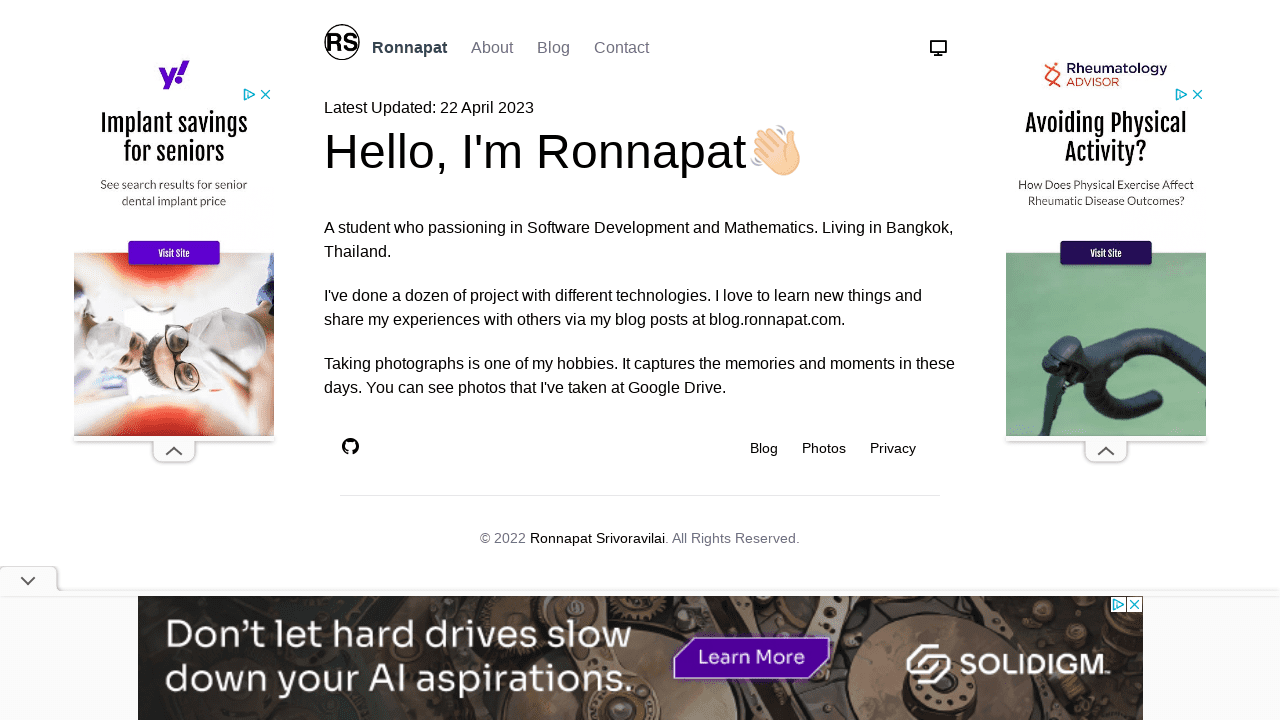 RS Ronnapat About Blog Contact
Latest Updated: 22 April 2023
Hello, I'm Ronnapat
A student who passioning in Software Development and Mathematics. Living in Bangkok,
Thailand.
I've done a dozen of project with different technologies. I love to learn new things and
share my experiences with others via my blog posts at blog.ronnapat.com.
Taking photographs is one of my hobbies. It captures the memories and moments in these
days. You can see photos that I've taken at Google Drive.
Blog Photos Privacy
© 2022 Ronnapat Srivoravilai. All Rights Reserved.
y!
Implant savings
for seniors
See search results for senior
dental implant price
Visit Site
Rheumatology
ADVISOR
Avoiding Physical
Activity?
How Does Physical Exercise Affect
Rheumatic Disease Outcomes?
Visit Site
Don't let hard drives slow
down your AI aspirations.
Learn More
SOLIDIGM